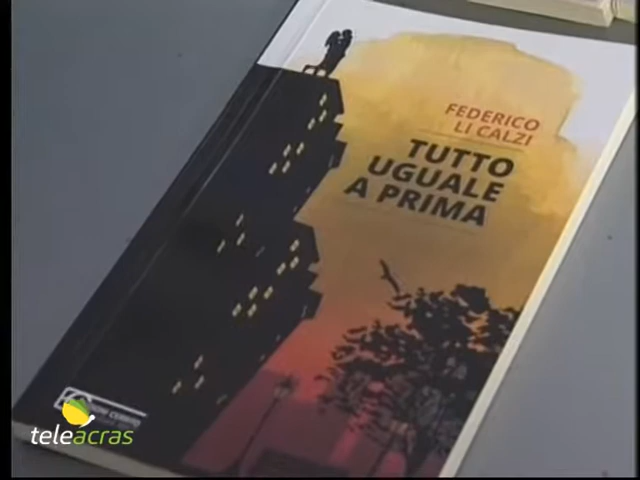 FEDERICO
LI CALZI
TUTTO
UGUALE
A PRIMA
teleacras